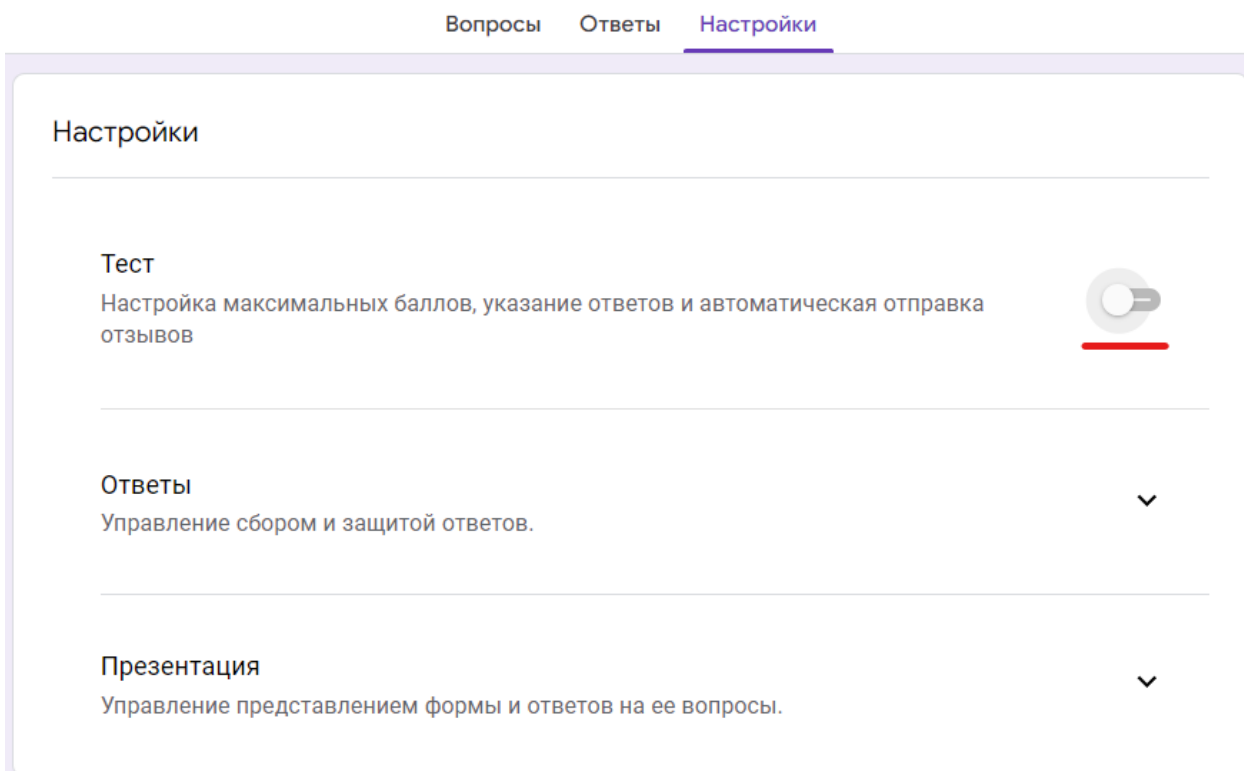 Вопросы Ответы Настройки
Настройки
Тест
Настройка максимальных баллов, указание ответов и автоматическая отправка
отзывов
Ответы
Управление сбором и защитой ответов.
Презентация
Управление представлением формы и ответов на ее вопросы.